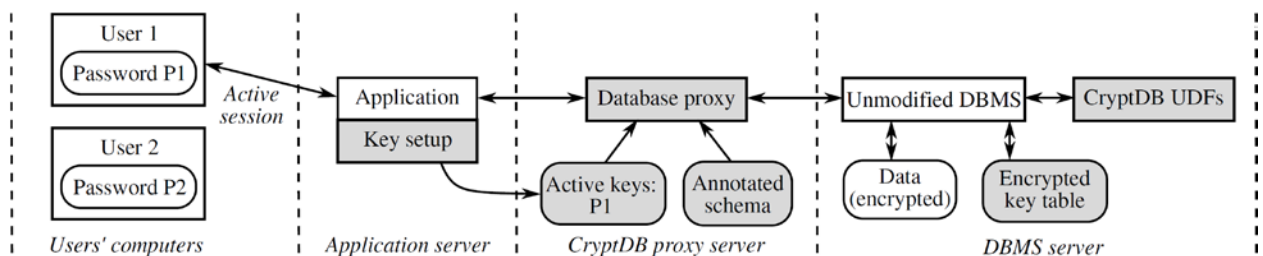 User 1
Password P1
Active
session
User 2
Password P2
Users' computers
Application
Key setup
Application server
Database proxy
Active keys:
P1
Annotated
schema
CryptDB proxy server
Unmodified DBMS
CryptDB UDFs
Data
(encrypted)
Encrypted
key table
DBMS server